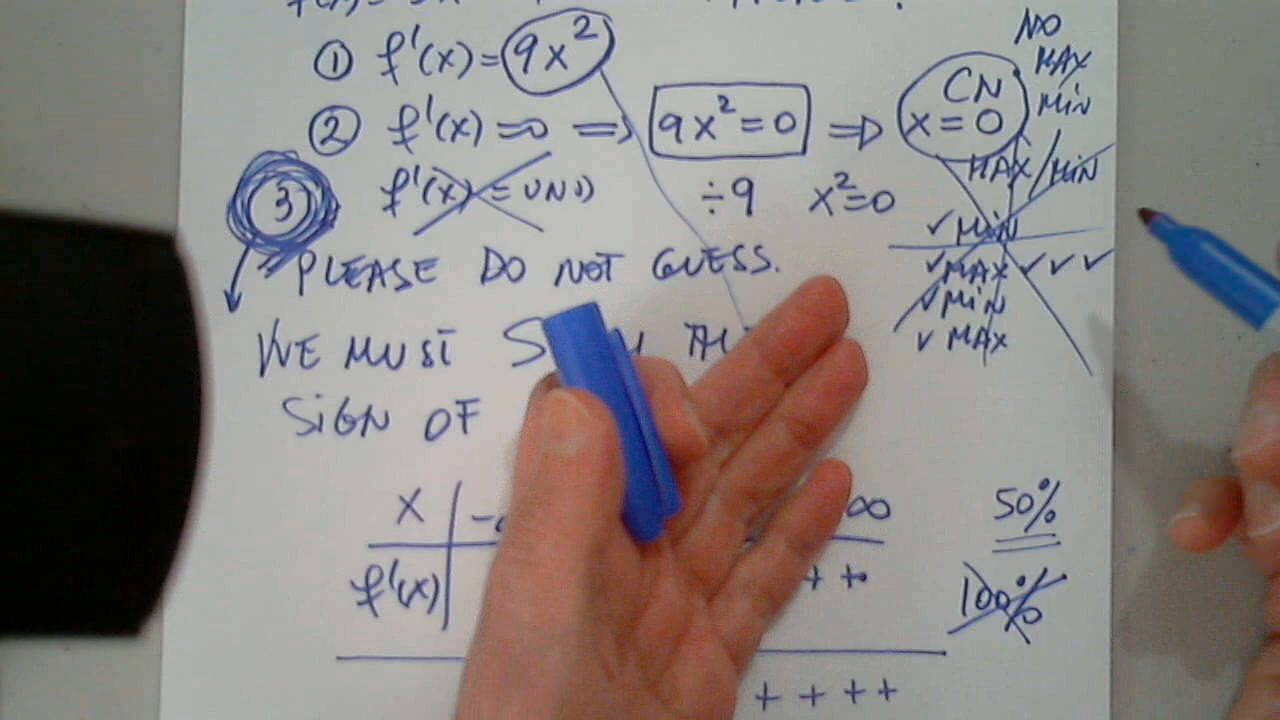 ① f'(x) = 9x²
② f'(x) = 0 ⇒ 9x² = 0 ⇒ CN x = 0
NO MAX MIN
③ f'(x) = UND
÷9 x² = 0
MAX/MIN
✓ MIN
✓ MAX ✓ ✓ ✓
✓ MIN
✓ MAX
PLEASE DO NOT GUESS.
WE MUST
SIGN OF
x ∞
f'(x) + +
50%
100%
+ + + +